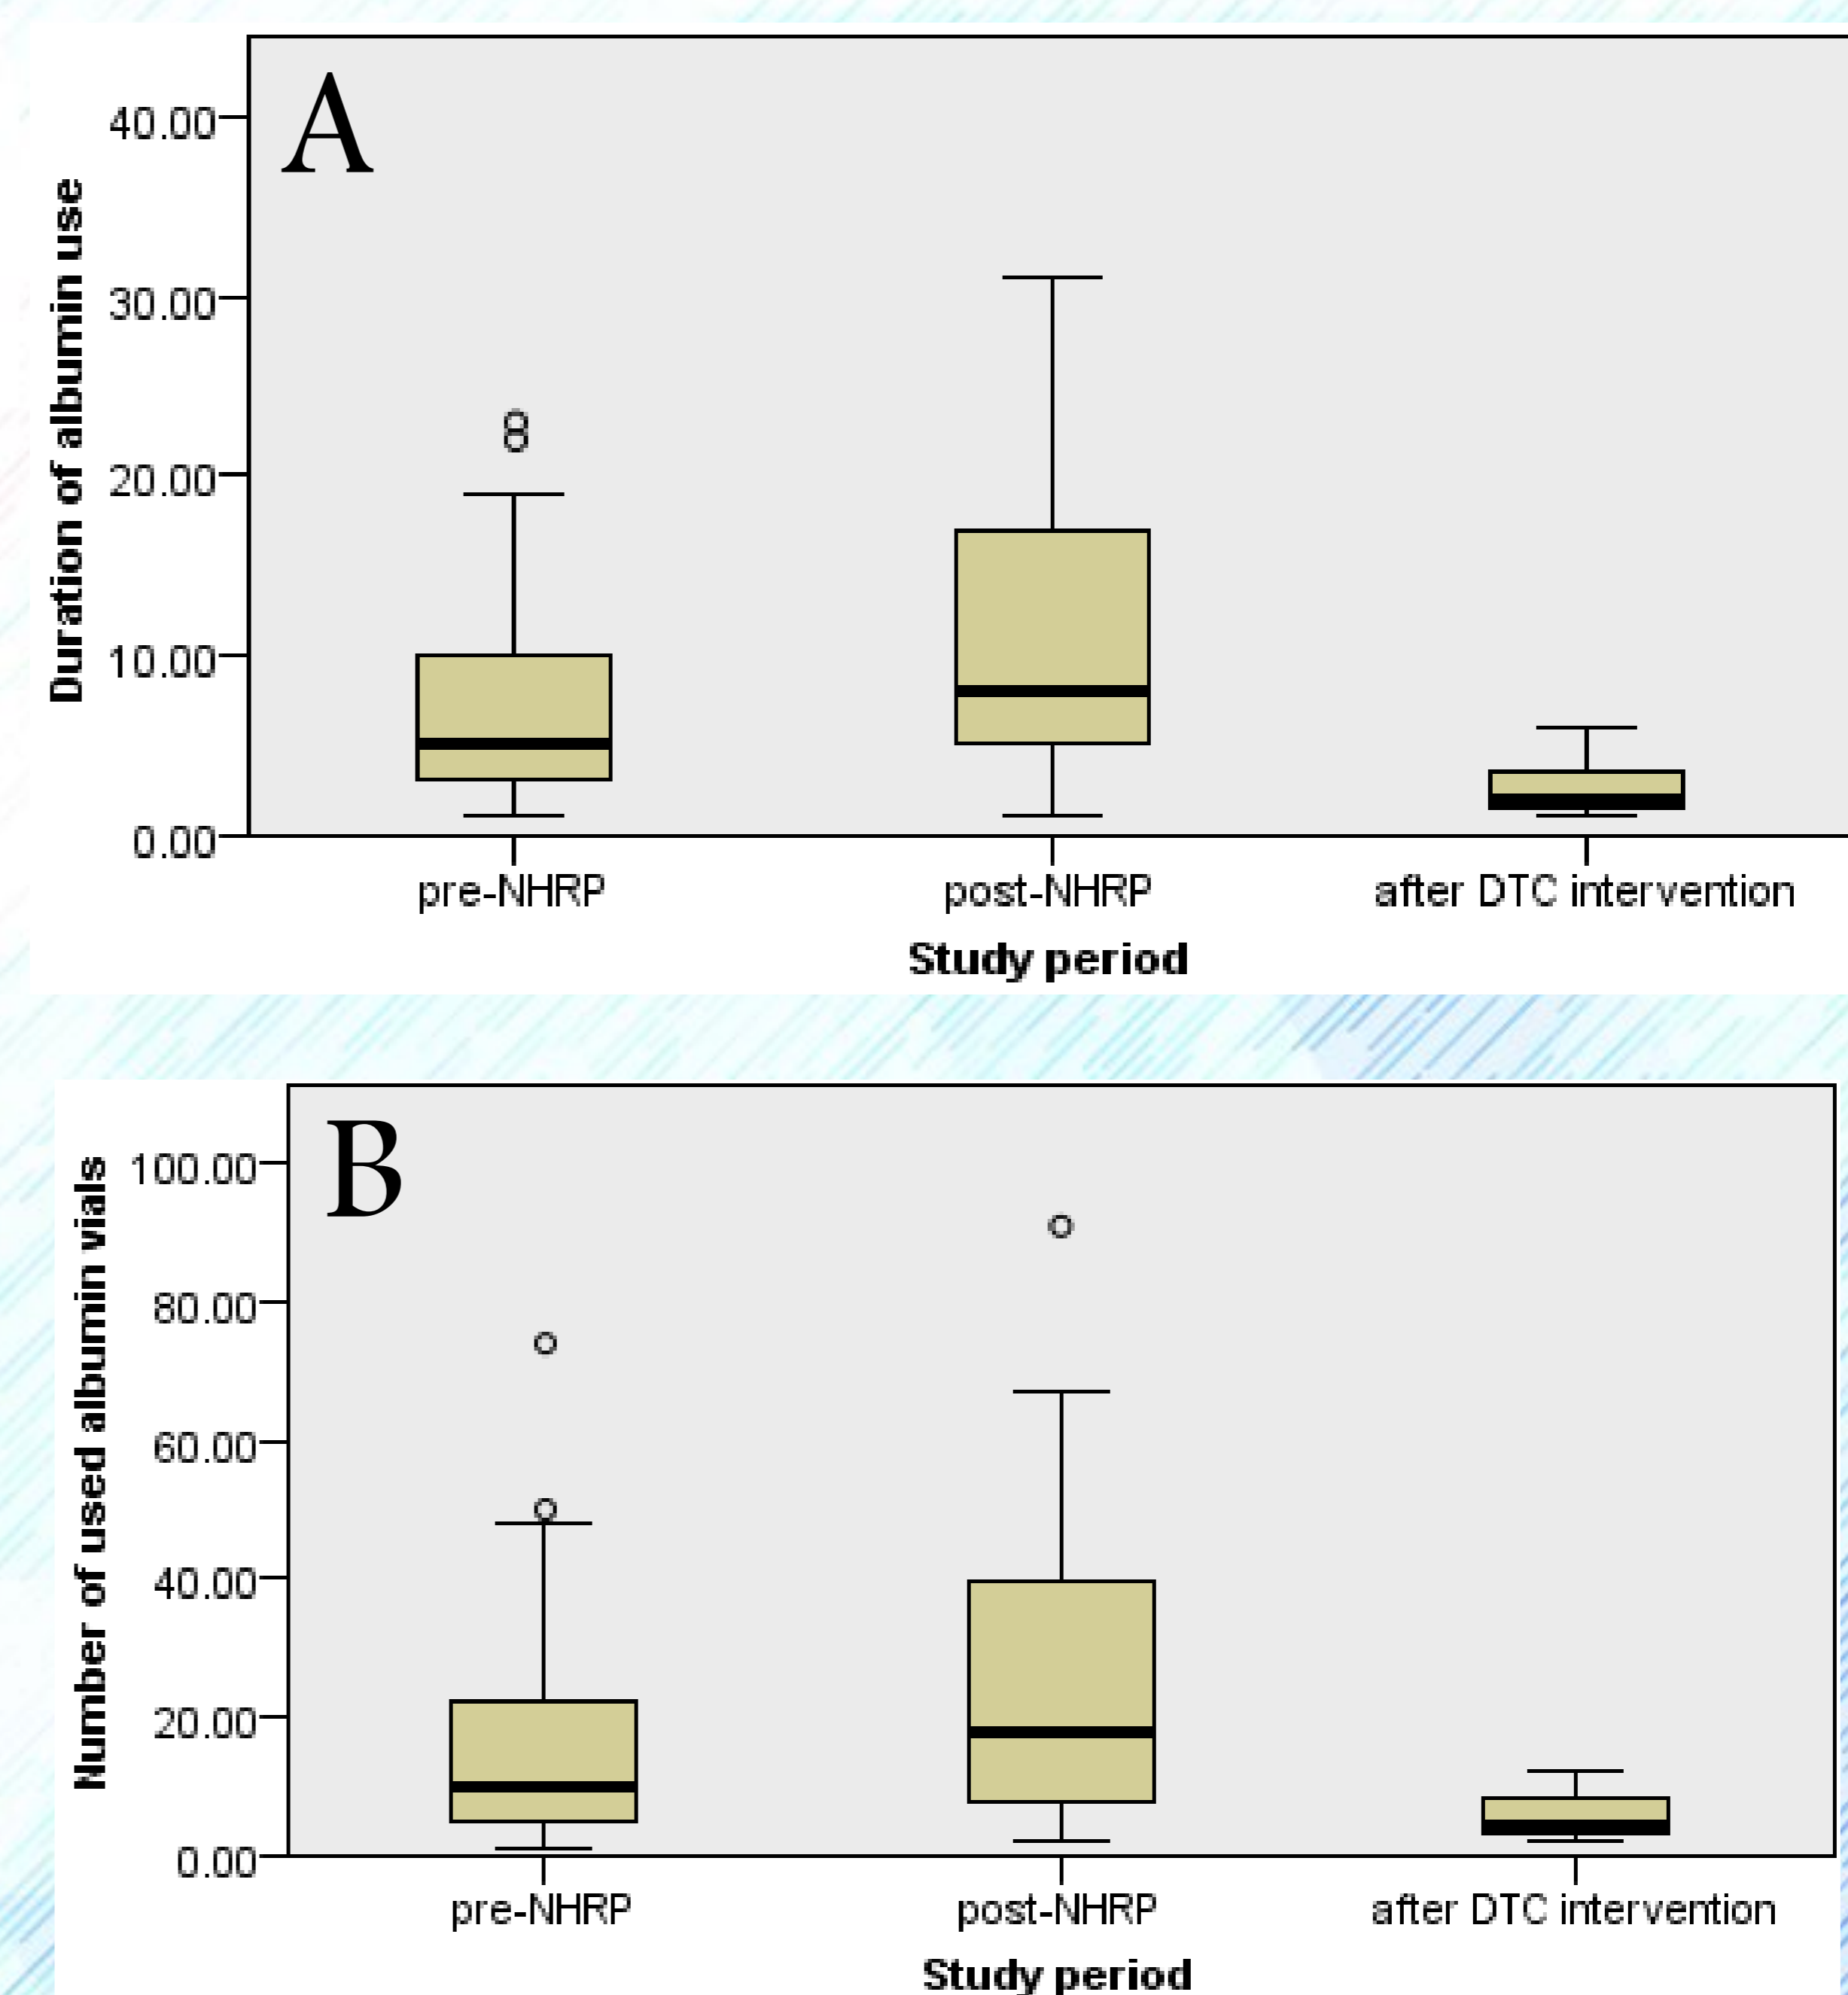 A
Duration of albumin use
40.00
30.00
20.00
10.00
0.00
pre-NHRP post-NHRP after DTC intervention
Study period
B
Number of used albumin vials
100.00
80.00
60.00
40.00
20.00
0.00
pre-NHRP post-NHRP after DTC intervention
Study period